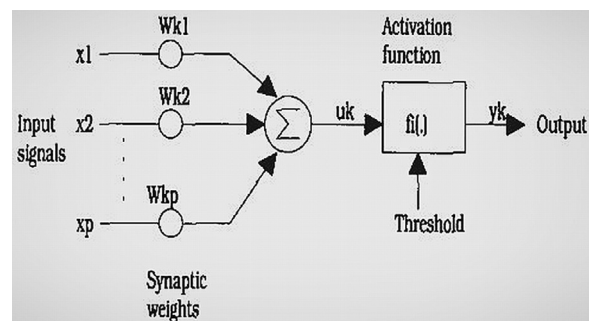 Wk1
Activation
function
x1
Wk2
Σ
uk
fi(.)
yk
Output
Input
signals
x2
Wkp
xp
Threshold
Synaptic
weights